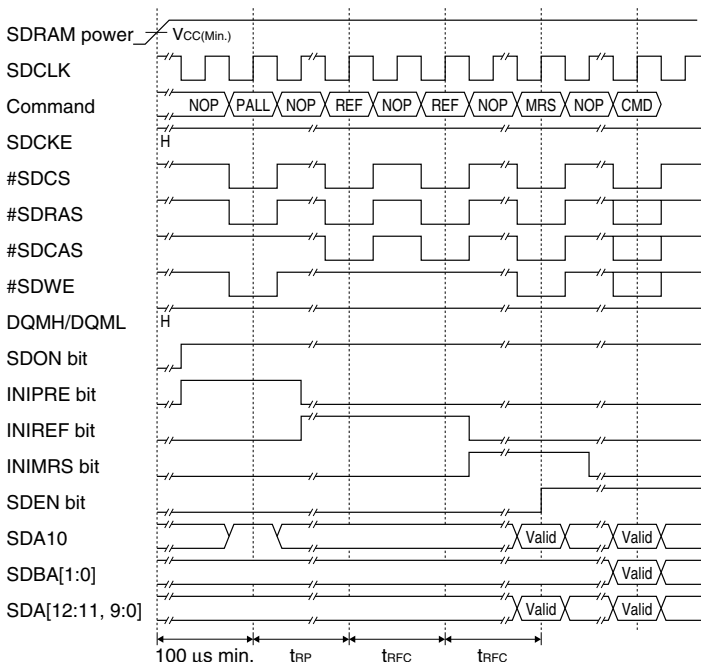 SDRAM power VCC(Min.)
SDCLK
Command NOP PALL NOP REF NOP REF NOP MRS NOP CMD
SDCKE H
#SDCS
#SDRAS
#SDCAS
#SDWE
DQMH/DQML H
SDON bit
INIPRE bit
INIREF bit
INIMRS bit
SDEN bit
SDA10 Valid Valid
SDBA[1:0] Valid
SDA[12:11, 9:0] Valid Valid
100 µs min. tRP tRFC tRFC